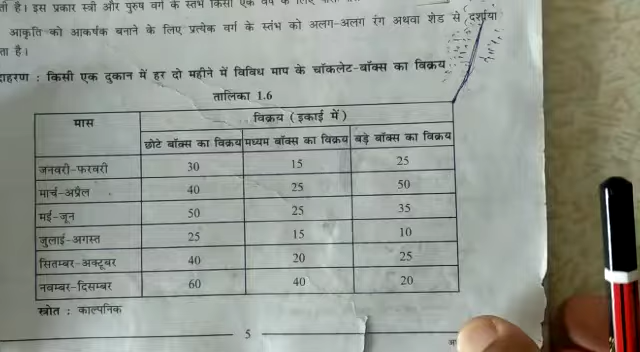 ती है। इस प्रकार स्त्री और पुरुष वर्ग के स्तंभ किसी एक वर्ष के लिए
आकृति को आकर्षक बनाने के लिए प्रत्येक वर्ग के स्तंभ को अलग-अलग रंग अथवा शेड से दर्शाया
ता है।
दाहरण : किसी एक दुकान में हर दो महीने में विविध माप के चॉकलेट-बॉक्स का विक्रय
तालिका 1.6
मास विक्रय (इकाई में)
छोटे बॉक्स का विक्रय मध्यम बॉक्स का विक्रय बड़े बॉक्स का विक्रय
जनवरी-फरवरी 30 15 25
मार्च-अप्रैल 40 25 50
मई-जून 50 25 35
जुलाई-अगस्त 25 15 10
सितम्बर-अक्टूबर 40 20 25
नवम्बर-दिसम्बर 60 40 20
स्त्रोत : काल्पनिक
5